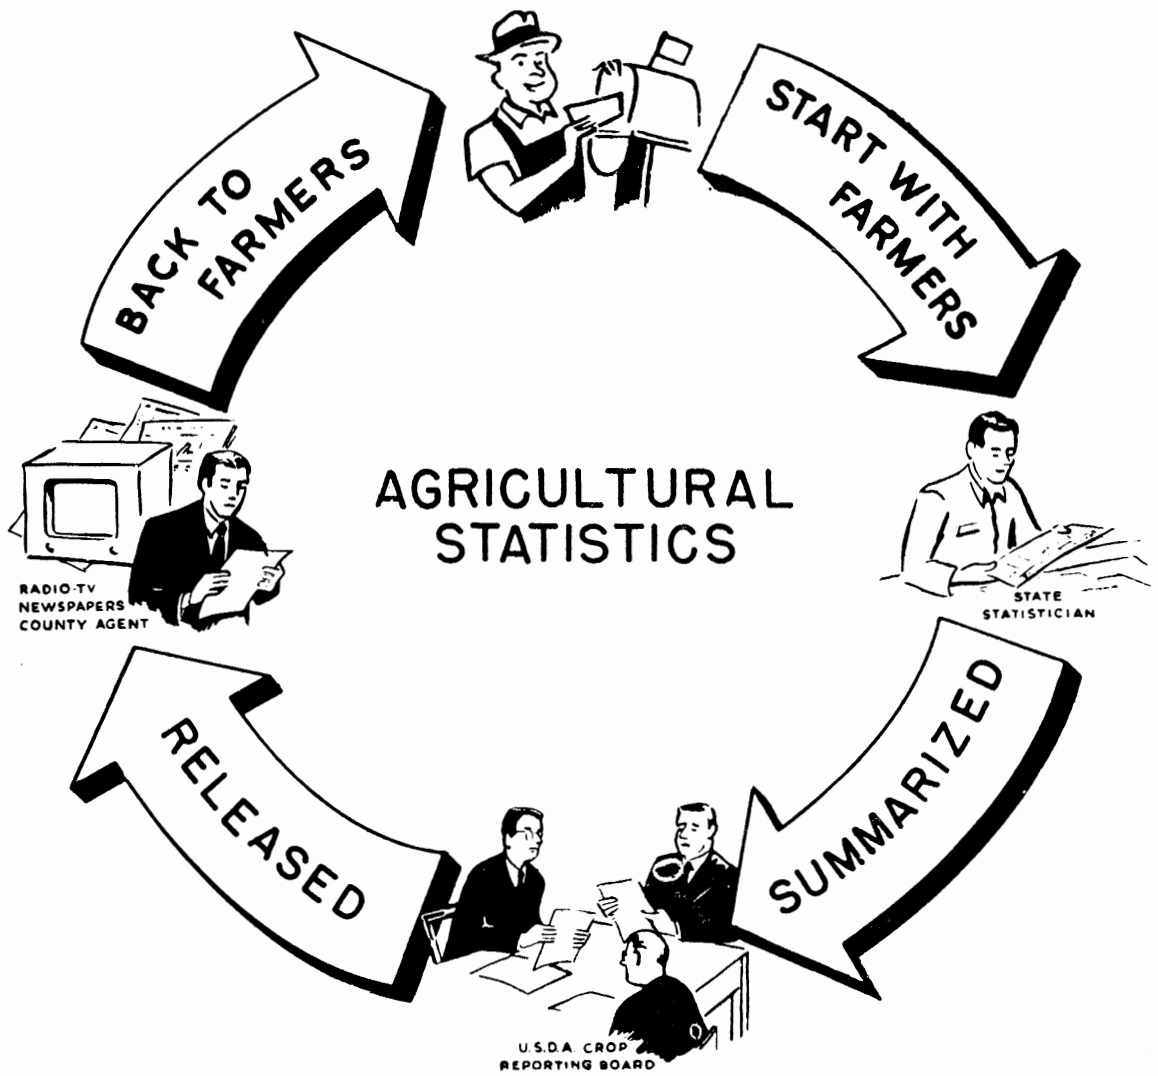 START WITH
FARMERS
BACK TO
FARMERS
AGRICULTURAL
STATISTICS
RADIO-TV
NEWSPAPERS
COUNTY AGENT
STATE
STATISTICIAN
SUMMARIZED
RELEASED
U.S.D.A. CROP
REPORTING BOARD